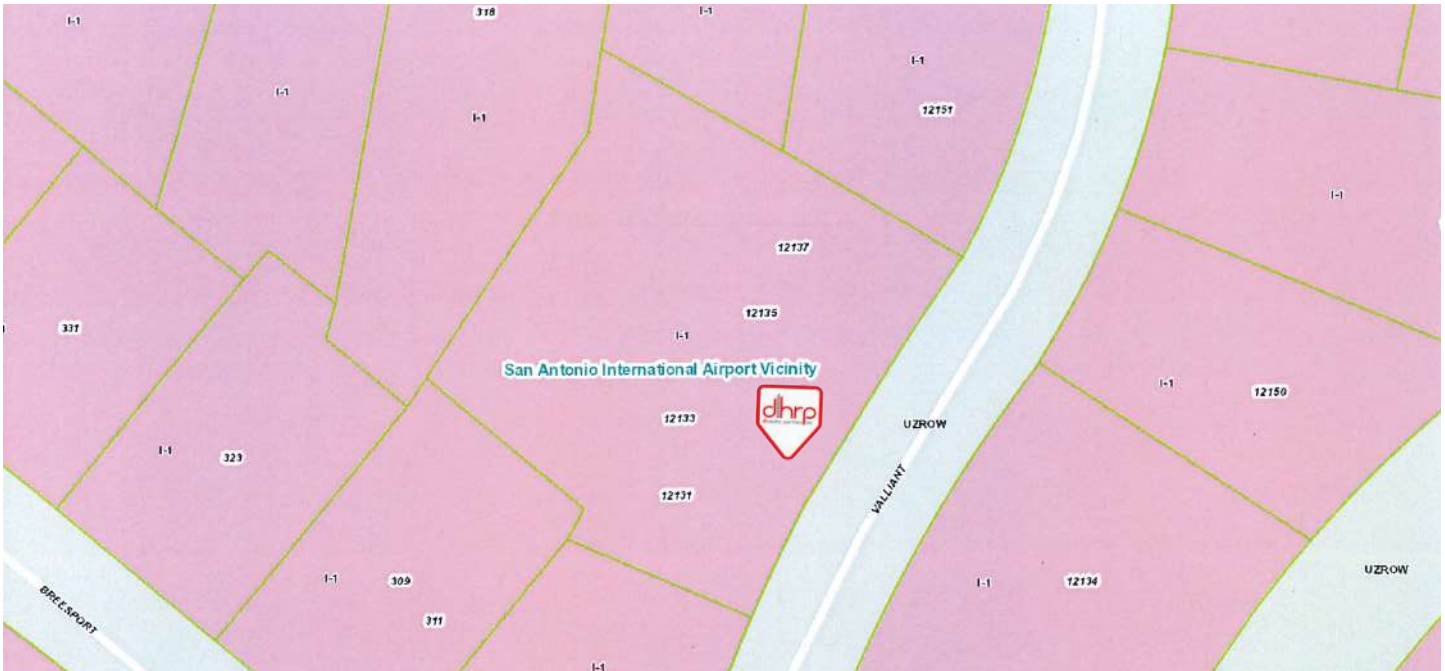 318
I-1
I-1
I-1
I-1
I-1
12151
I-1
12137
12135
331
I-1
San Antonio International Airport Vicinity
I-1
12150
dhrp
12133
UZROW
I-1
323
VALLIANT
12131
UZROW
I-1
309
I-1
12134
BREESPORT
311
I-1